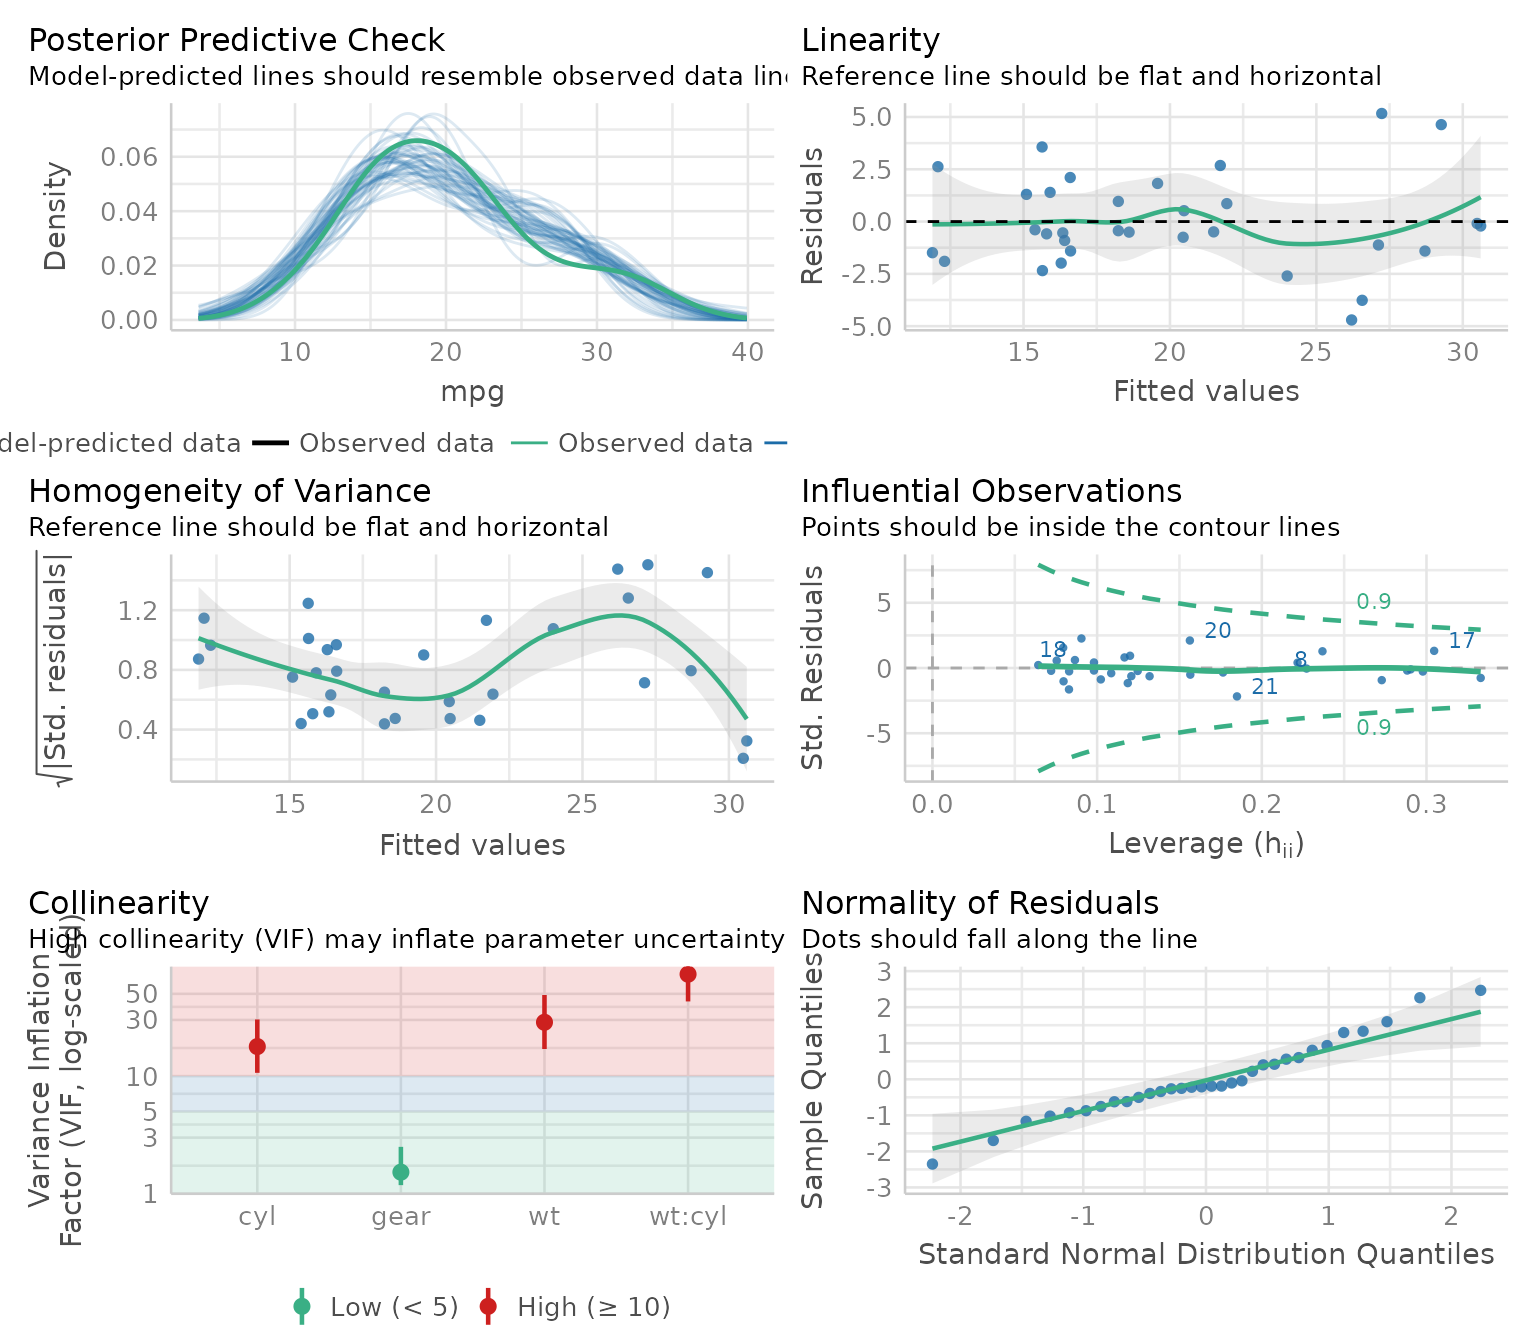 Posterior Predictive Check
Model-predicted lines should resemble observed data lin
0.06
0.04
0.02
0.00
Density
10 20 30 40
mpg
del-predicted data Observed data Observed data
Linearity
Reference line should be flat and horizontal
5.0
2.5
0.0
-2.5
-5.0
Residuals
15 20 25 30
Fitted values
Homogeneity of Variance
Reference line should be flat and horizontal
1.2
0.8
0.4
√|Std. residuals|
15 20 25 30
Fitted values
Influential Observations
Points should be inside the contour lines
5
0
-5
Std. Residuals
0.9
20
17
18
8
21
0.9
0.0 0.1 0.2 0.3
Leverage (hii)
Collinearity
High collinearity (VIF) may inflate parameter uncertainty
50
30
10
5
3
1
Variance Inflation
Factor (VIF, log-scaled)
cyl gear wt wt:cyl
Low (< 5) High (≥ 10)
Normality of Residuals
Dots should fall along the line
3
2
1
0
-1
-2
-3
Sample Quantiles
-2 -1 0 1 2
Standard Normal Distribution Quantiles